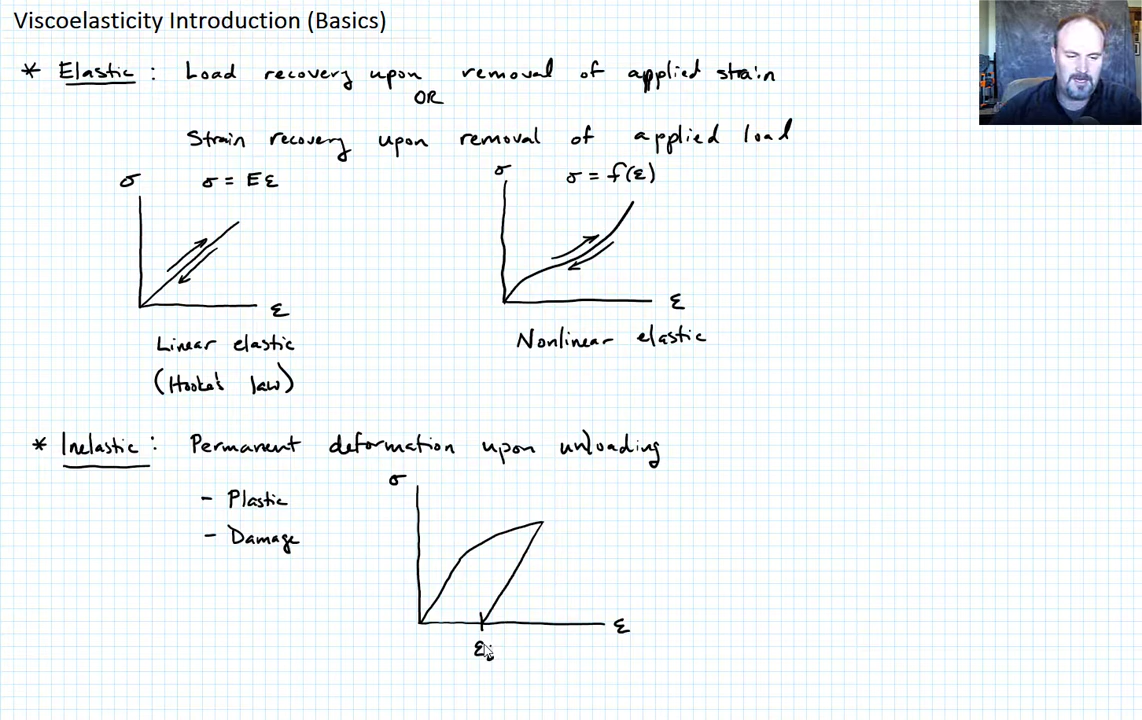 Viscoelasticity Introduction (Basics)
* Elastic : Load recovery upon removal of applied strain
OR
Strain recovery upon removal of applied load
σ σ = Eε
σ σ = f(ε)
ε
ε
Linear elastic
(Hooke's law)
Nonlinear elastic
* Inelastic : Permanent deformation upon unloading
- Plastic
- Damage
σ
ε
ε